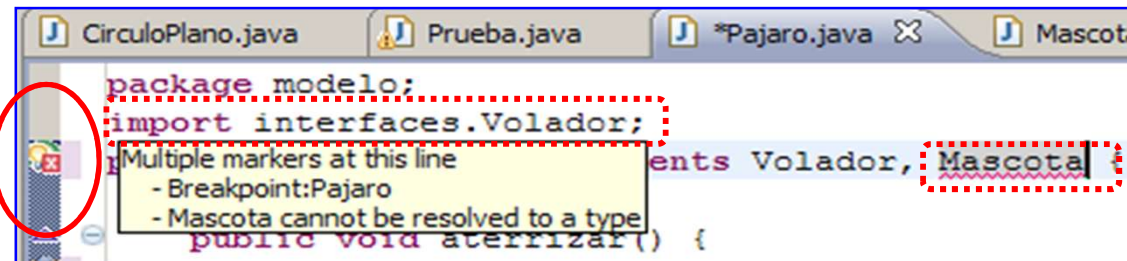 CirculoPlano.java Prueba.java *Pajaro.java Mascota
package modelo;
import interfaces.Volador;
ents Volador, Mascota {
Multiple markers at this line
- Breakpoint:Pajaro
- Mascota cannot be resolved to a type
public void aterrizar() {